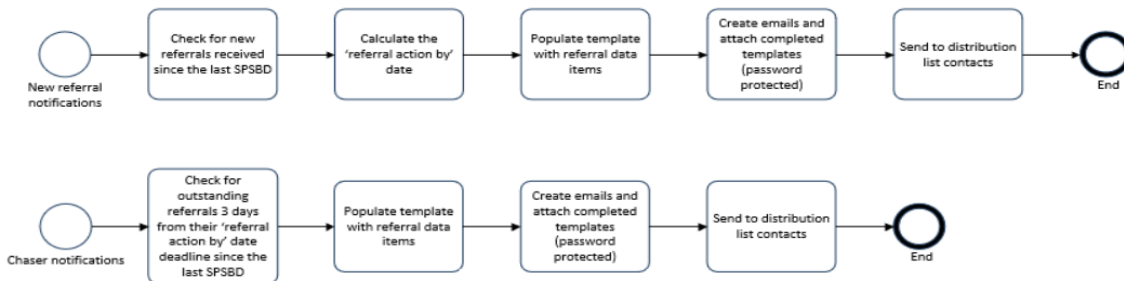 Check for new
referrals received
since the last SPSBD
Calculate the
‘referral action by’
date
Populate template
with referral data
items
Create emails and
attach completed
templates
(password
protected)
Send to distribution
list contacts
New referral
notifications
End
Check for
outstanding
referrals 3 days
from their ‘referral
action by’ date
deadline since the
last SPSBD
Populate template
with referral data
items
Create emails and
attach completed
templates
(password
protected)
Send to distribution
list contacts
Chaser notifications
End